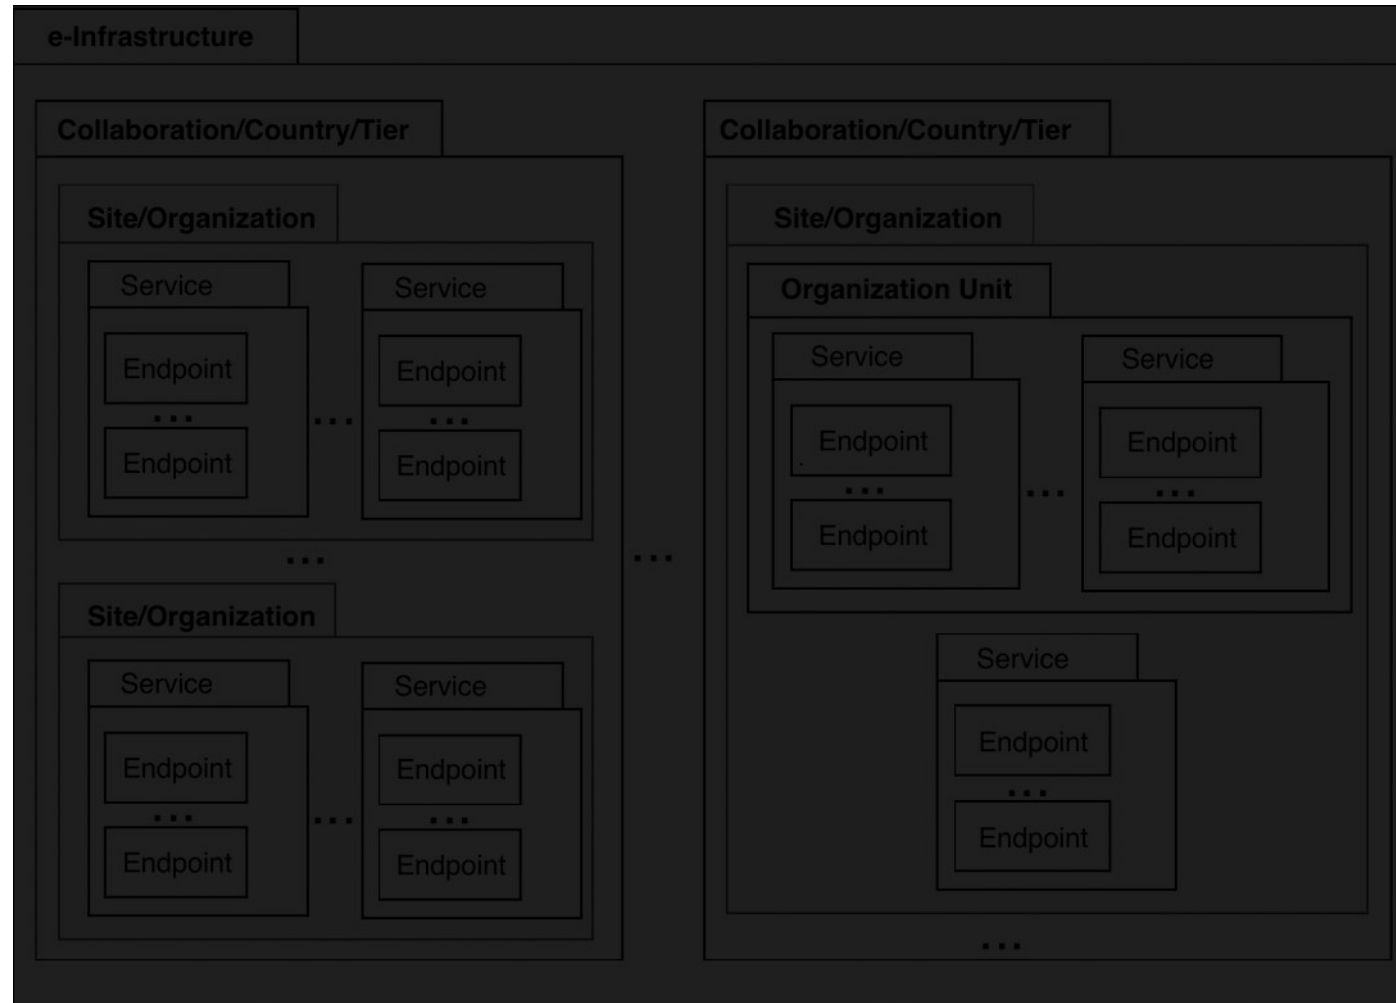 e-Infrastructure
Collaboration/Country/Tier
Site/Organization
Service
Endpoint
...
Endpoint
...
Service
Endpoint
...
Endpoint
...
Site/Organization
Service
Endpoint
...
Endpoint
...
Service
Endpoint
...
Endpoint
...
Collaboration/Country/Tier
Site/Organization
Organization Unit
Service
Endpoint
...
Endpoint
...
Service
Endpoint
...
Endpoint
Service
Endpoint
...
Endpoint
...